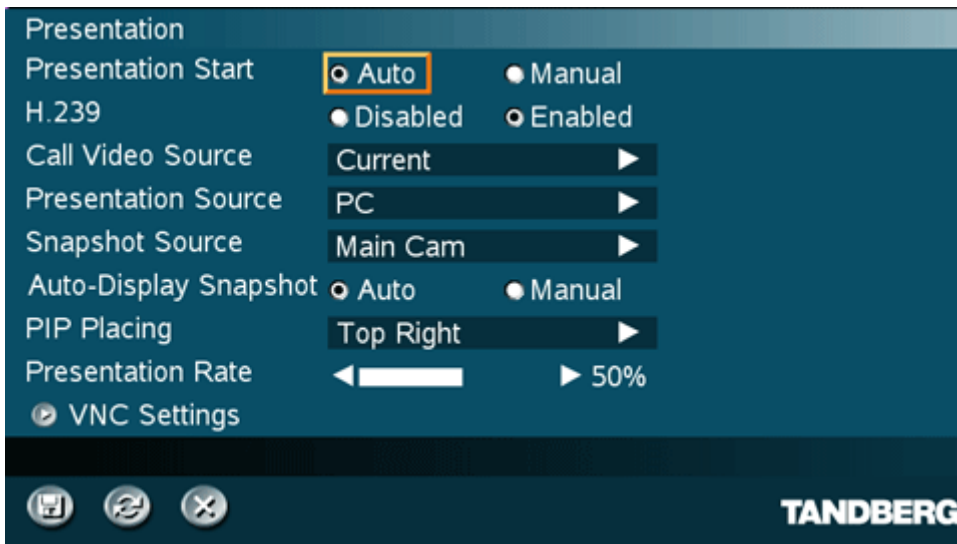 Presentation
Presentation Start Auto Manual
H.239 Disabled Enabled
Call Video Source Current
Presentation Source PC
Snapshot Source Main Cam
Auto-Display Snapshot Auto Manual
PIP Placing Top Right
Presentation Rate 50%
VNC Settings
TANDBERG